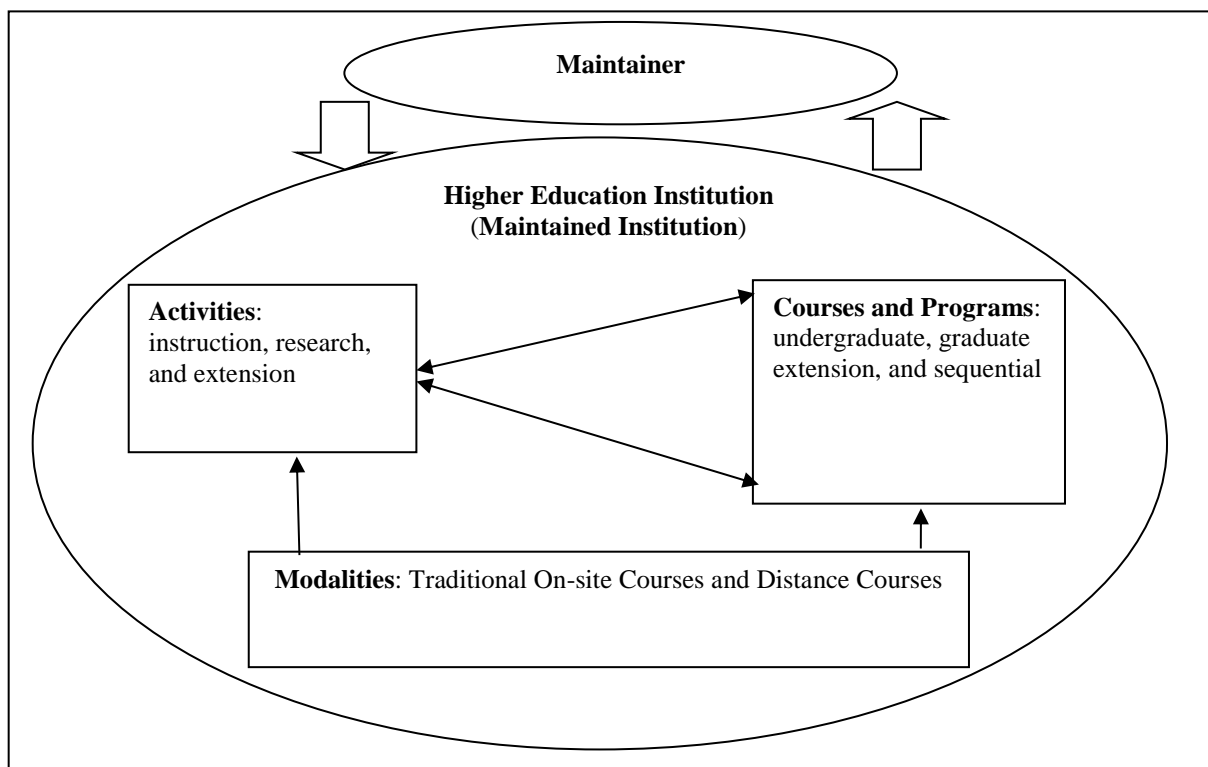 Maintainer
Higher Education Institution
(Maintained Institution)
Activities:
instruction, research,
and extension
Courses and Programs:
undergraduate, graduate
extension, and sequential
Modalities: Traditional On-site Courses and Distance Courses